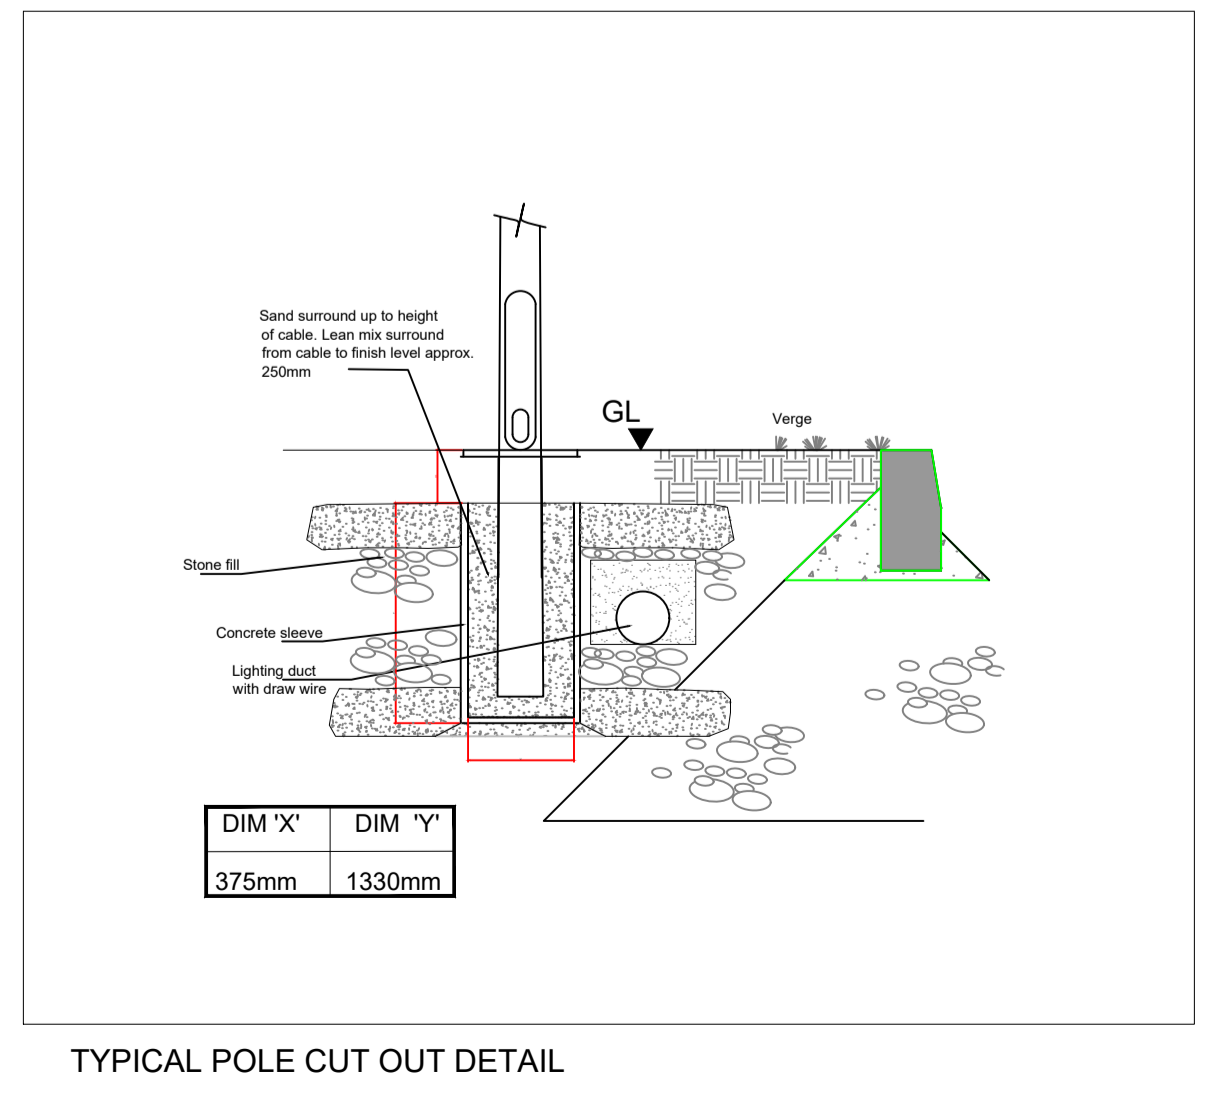 Sand surround up to height
of cable. Lean mix surround
from cable to finish level approx.
250mm
GL
Verge
Stone fill
Concrete sleeve
Lighting duct
with draw wire
DIM 'X' DIM 'Y'
375mm 1330mm
TYPICAL POLE CUT OUT DETAIL